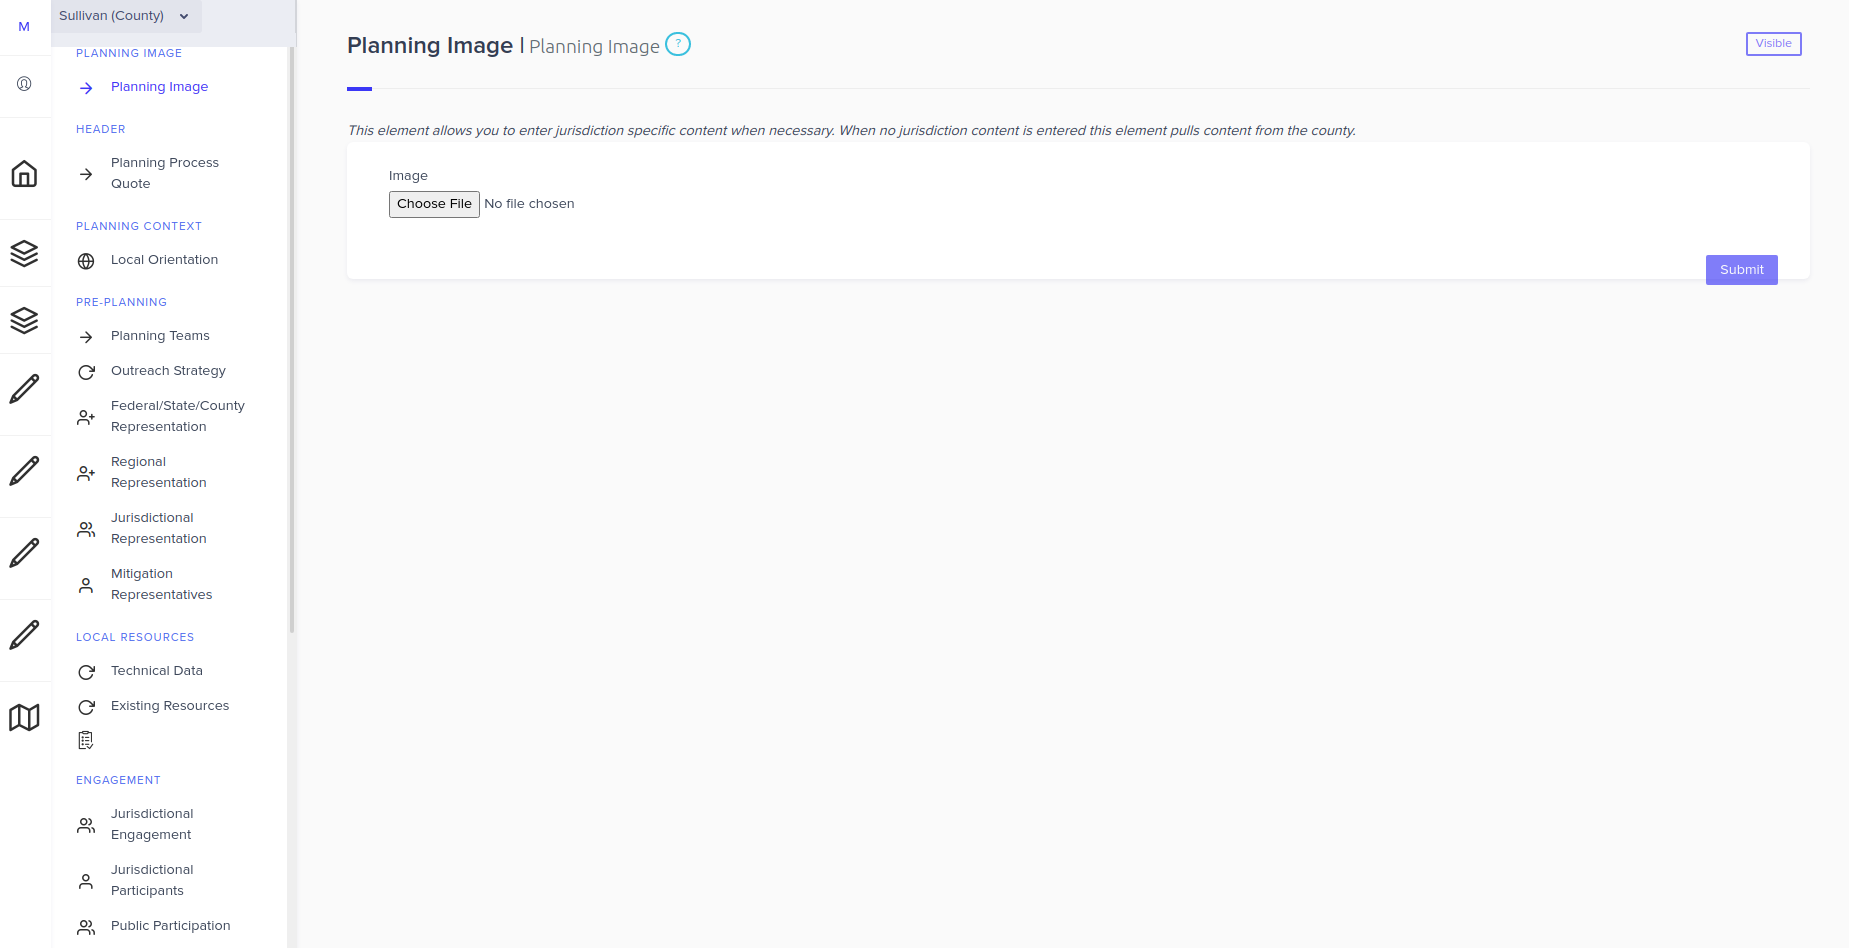 M
Sullivan (County)
PLANNING IMAGE
Planning Image
HEADER
Planning Process
Quote
PLANNING CONTEXT
Local Orientation
PRE-PLANNING
Planning Teams
Outreach Strategy
Federal/State/County
Representation
Regional
Representation
Jurisdictional
Representation
Mitigation
Representatives
LOCAL RESOURCES
Technical Data
Existing Resources
ENGAGEMENT
Jurisdictional
Engagement
Jurisdictional
Participants
Public Participation
Planning Image | Planning Image ?
Visible
This element allows you to enter jurisdiction specific content when necessary. When no jurisdiction content is entered this element pulls content from the county.
Image
Choose File No file chosen
Submit